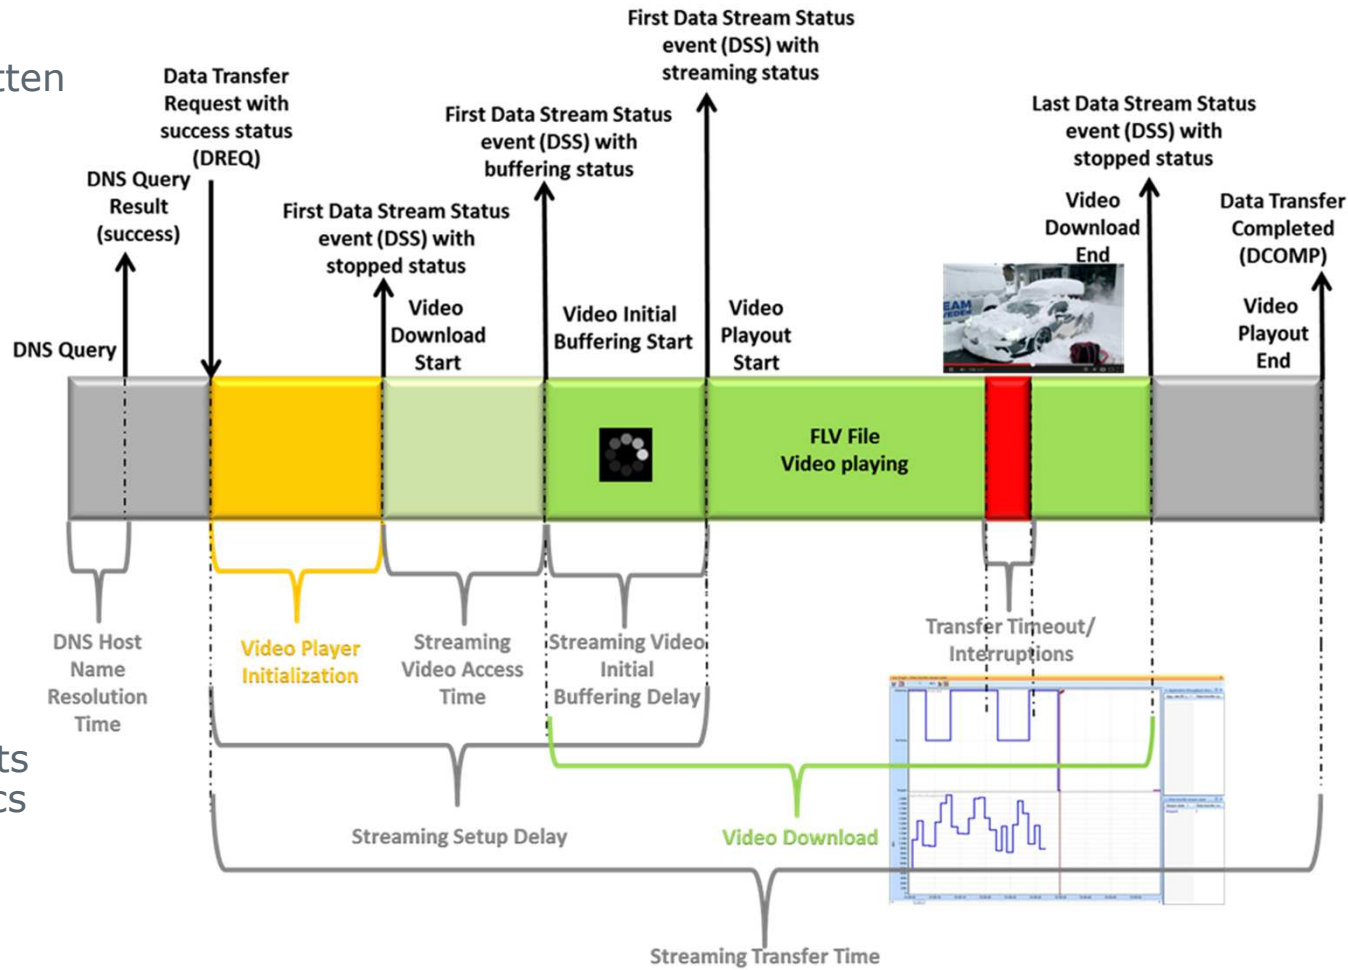 First Data Stream Status
event (DSS) with
streaming status
tten
Data Transfer
Request with
success status
(DREQ)
First Data Stream Status
event (DSS) with
buffering status
Last Data Stream Status
event (DSS) with
stopped status
DNS Query
Result
(success)
First Data Stream Status
event (DSS) with
stopped status
Video
Download
End
Data Transfer
Completed
(DCOMP)
DNS Query
Video
Download
Start
Video Initial
Buffering Start
Video
Playout
Start
EAM
Video
Playout
End
FLV File
Video playing
DNS Host
Name
Resolution
Time
Video Player
Initialization
Streaming
Video Access
Time
Streaming Video
Initial
Buffering Delay
Transfer Timeout/
Interruptions
ts
cs
Streaming Setup Delay
Video Download
Streaming Transfer Time